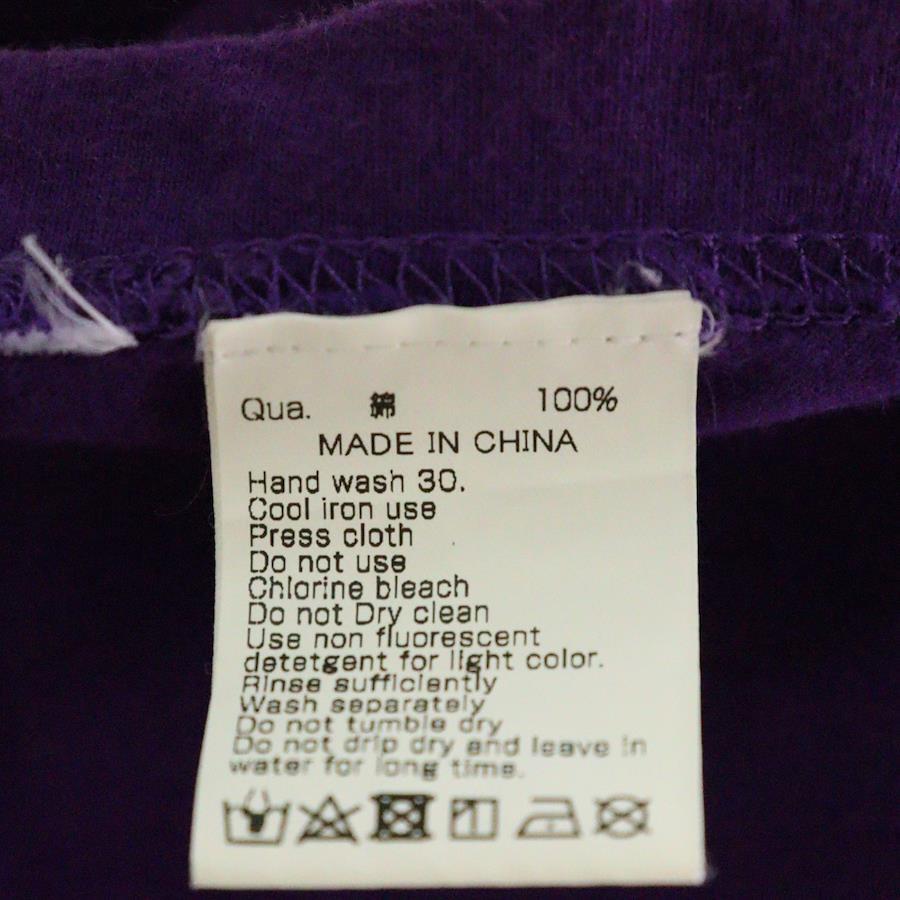 Qua. 綿 100%
MADE IN CHINA
Hand wash 30.
Cool iron use
Press cloth
Do not use
Chlorine bleach
Do not Dry clean
Use non fluorescent
detetgent for light color.
Rinse sufficiently
Wash separately
Do not tumble dry
Do not drip dry and leave in
water for long time.